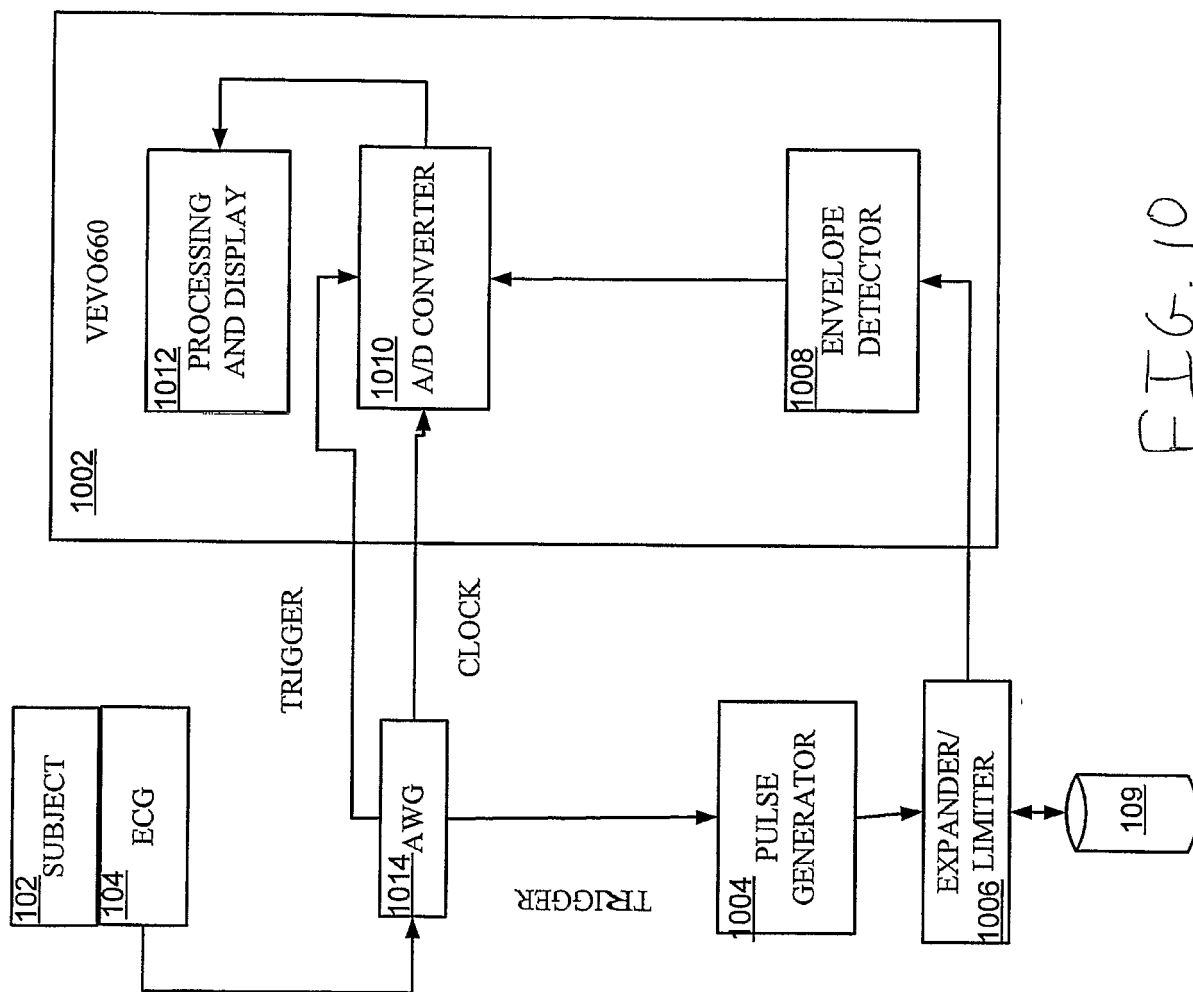 102
SUBJECT
104
ECG
1014
AWG
TRIGGER
CLOCK
TRIGGER
1004
PULSE
GENERATOR
1006
EXPANDER/
LIMITER
109
1002
VEVO660
1012
PROCESSING
AND DISPLAY
1010
A/D CONVERTER
1008
ENVELOPE
DETECTOR
FIG. 10